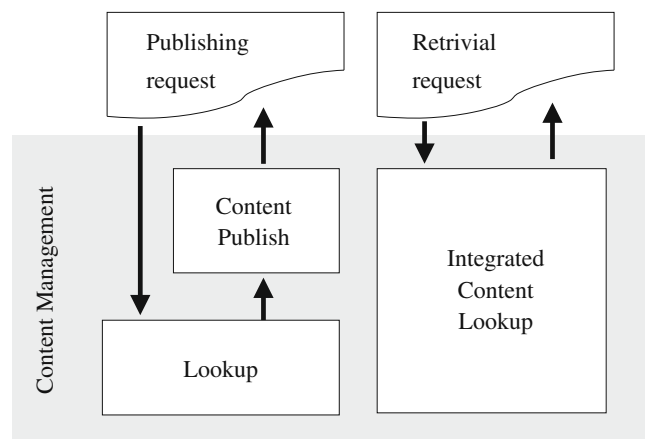 Publishing
request
Retrivial
request
Content Management
Content
Publish
Integrated
Content
Lookup
Lookup